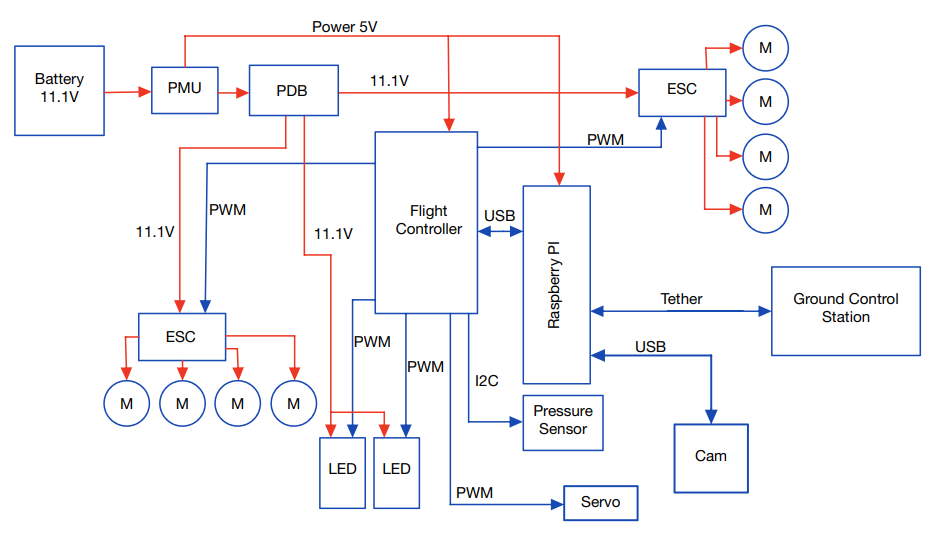 Power 5V
M
Battery
11.1V
PMU
PDB
11.1V
ESC
M
PWM
M
PWM
Flight
Controller
USB
M
11.1V
11.1V
Raspberry PI
Tether
Ground Control
Station
ESC
PWM
USB
PWM
I2C
M
M
M
M
Pressure
Sensor
LED
LED
Cam
PWM
Servo